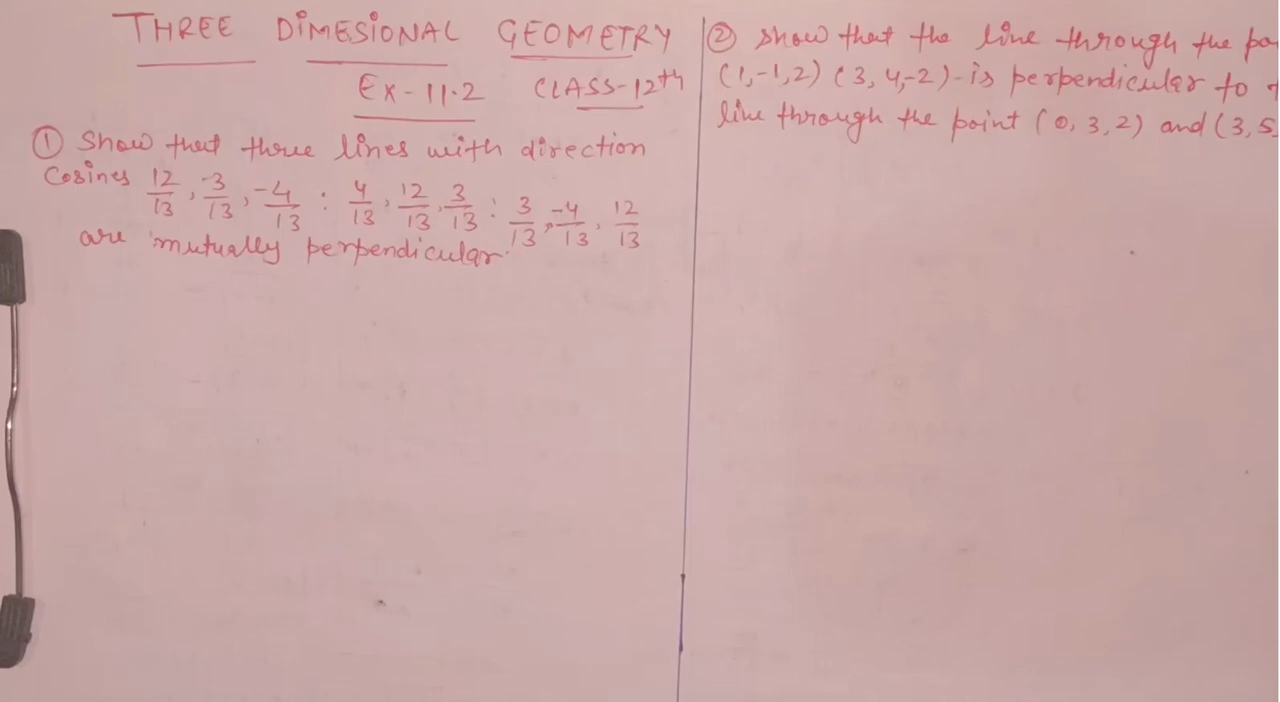 THREE DIMESIONAL GEOMETRY
Ex-11.2 CLASS-12th
① Show that three lines with direction
Cosines 12/13, -3/13, -4/13 : 4/13, 12/13, 3/13 : 3/13, -4/13, 12/13
are mutually perpendicular.
② Show that the line through the
(1,-1,2) (3,4,-2) is perpendicular to
line through the point (0,3,2) and (3,5,